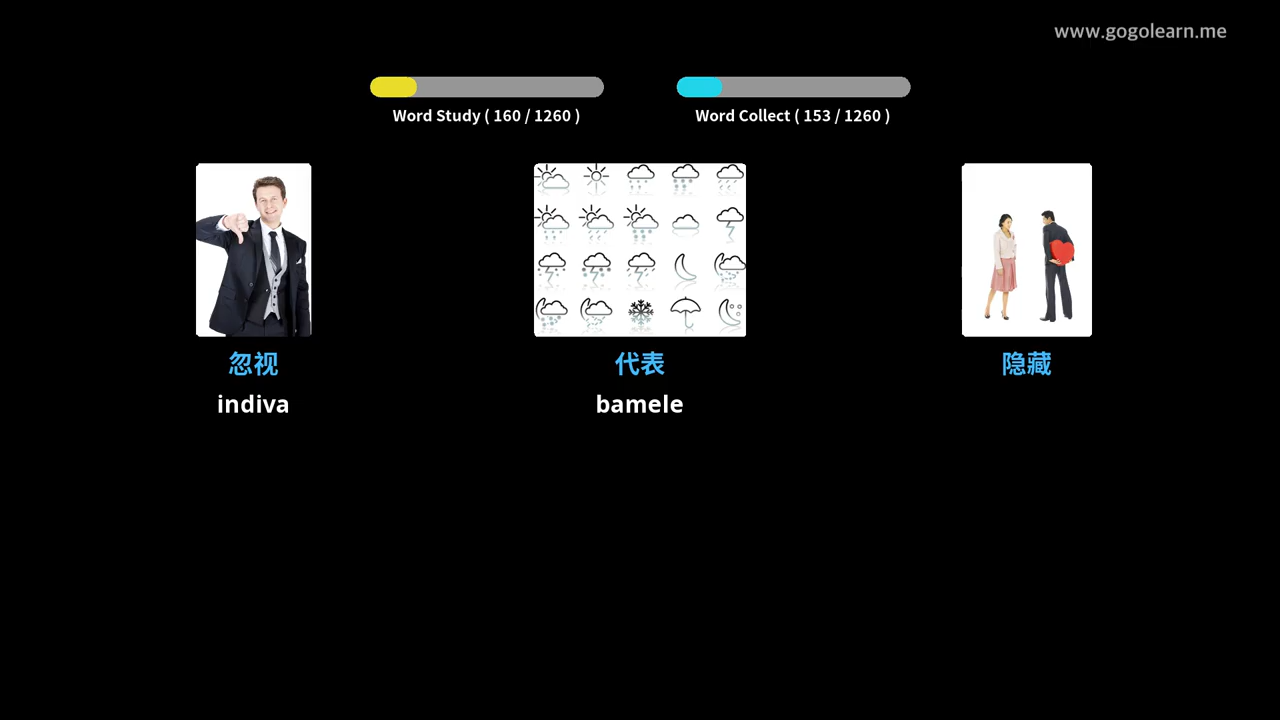 www.gogolearn.me
Word Study ( 160 / 1260 )
Word Collect ( 153 / 1260 )
忽视
代表
隐藏
indiva
bamele